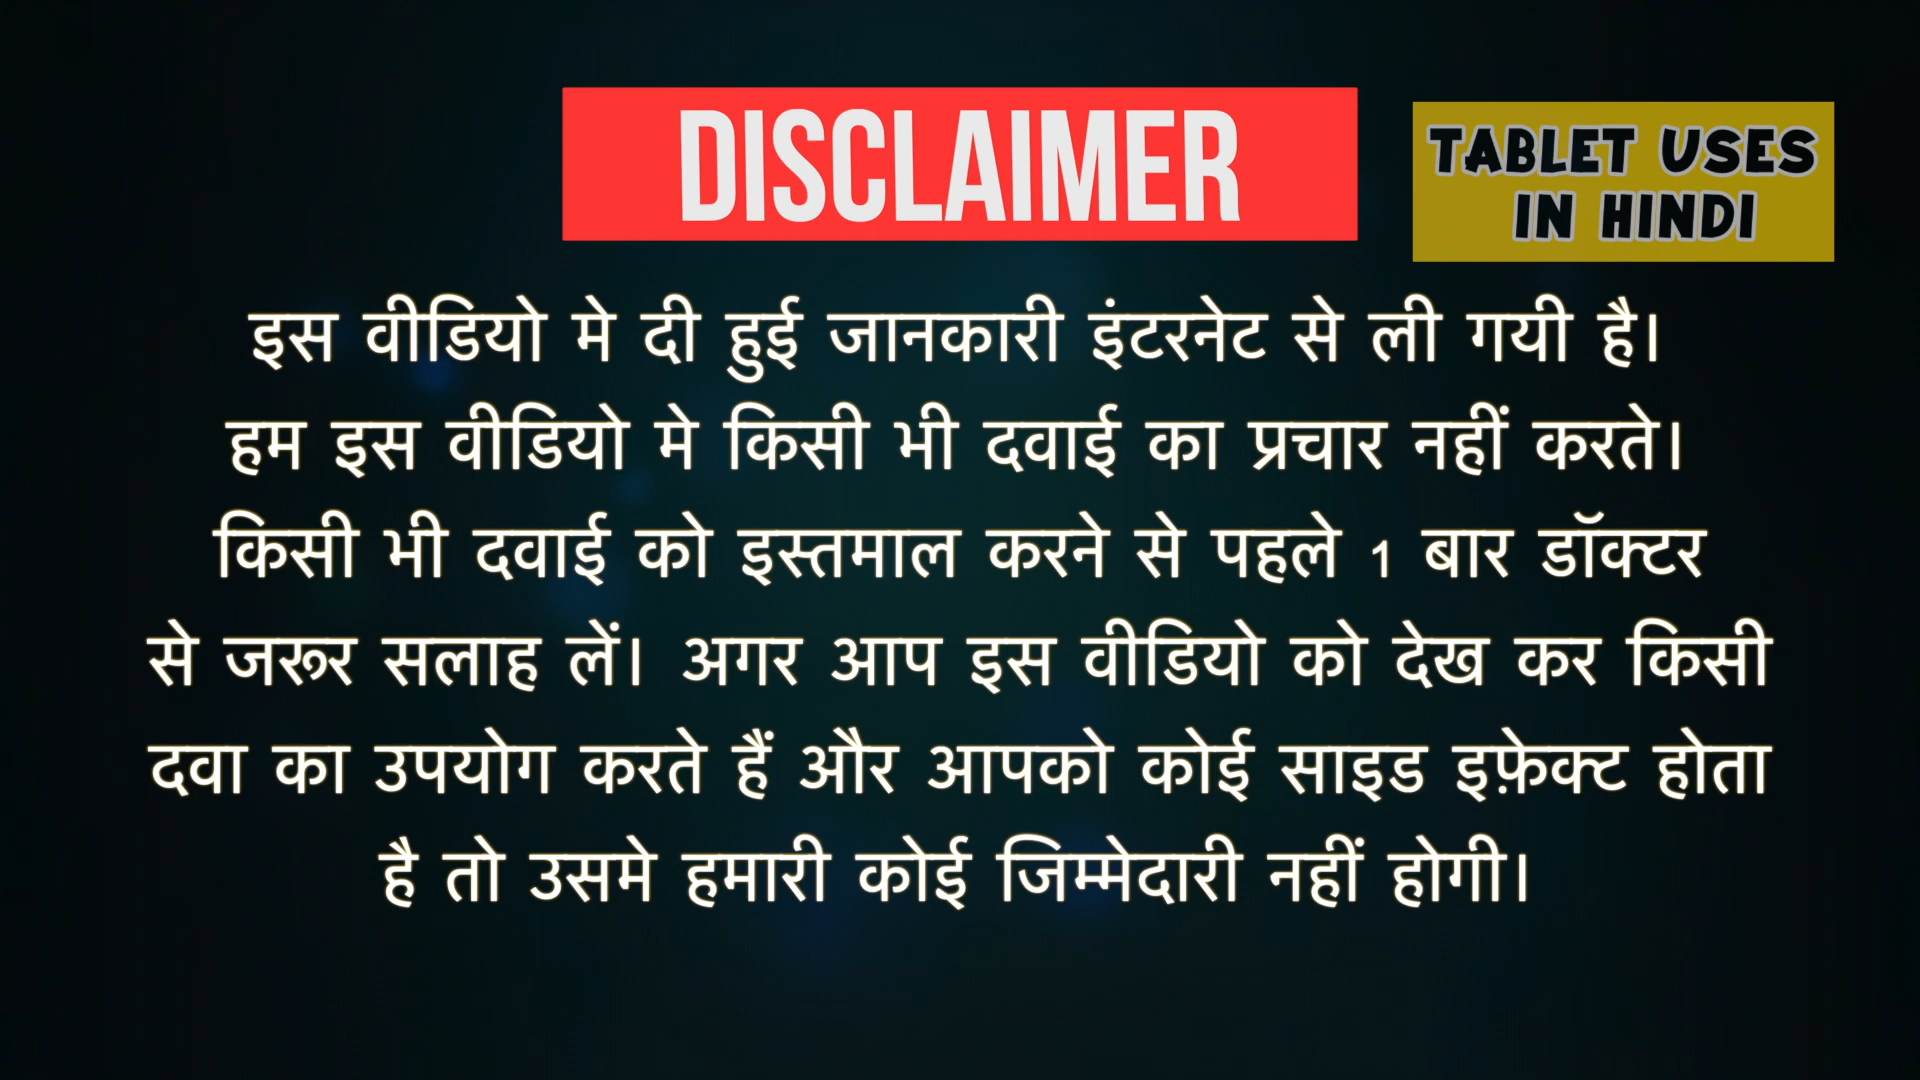 DISCLAIMER
TABLET USES
IN HINDI
इस वीडियो मे दी हुई जानकारी इंटरनेट से ली गयी है।
हम इस वीडियो मे किसी भी दवाई का प्रचार नहीं करते।
किसी भी दवाई को इस्तमाल करने से पहले 1 बार डॉक्टर
से जरूर सलाह लें। अगर आप इस वीडियो को देख कर किसी
दवा का उपयोग करते हैं और आपको कोई साइड इफ़ेक्ट होता
है तो उसमे हमारी कोई जिम्मेदारी नहीं होगी।